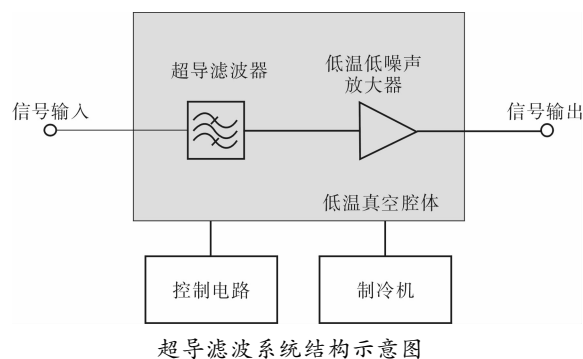 超导滤波器
低温低噪声
放大器
信号输入
信号输出
低温真空腔体
控制电路
制冷机
超导滤波系统结构示意图